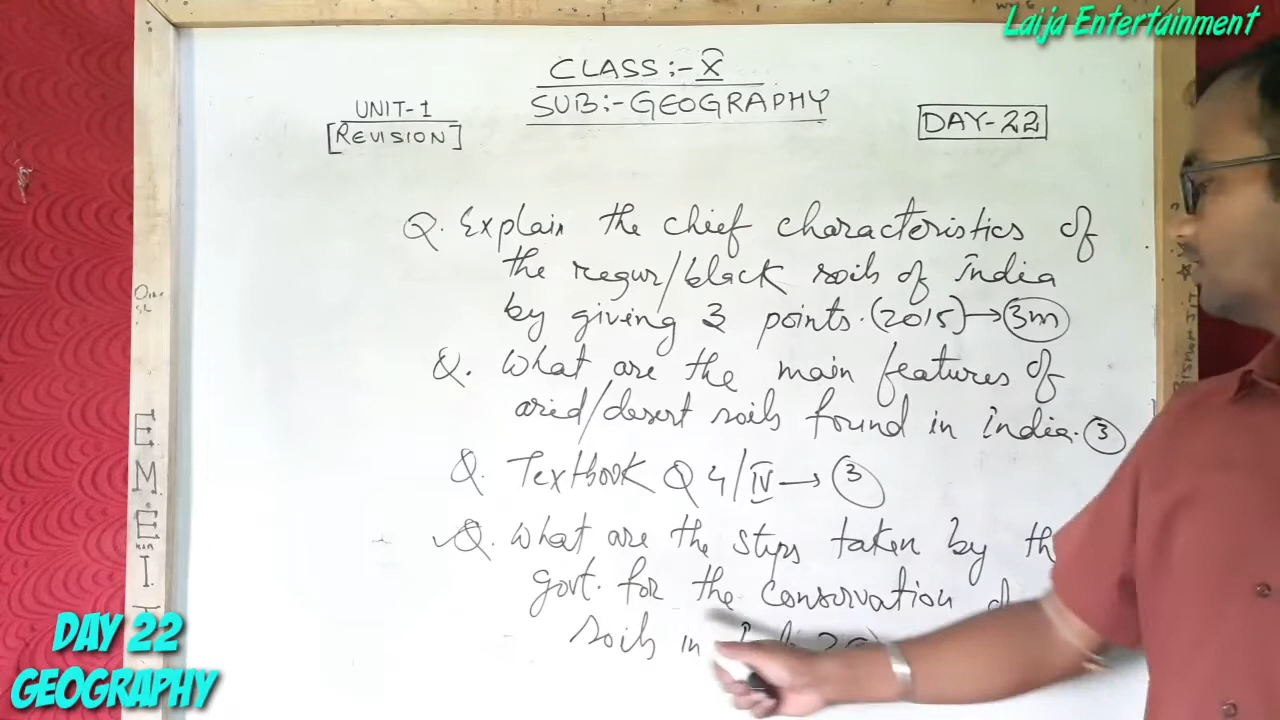 Laija Entertainment
CLASS:- X
SUB:- GEOGRAPHY
UNIT-1
[REVISION]
DAY-22
Q. Explain the chief characteristics of
the regur/black soils of India
by giving 3 points. (2015) → 3m
Q. What are the main features of
arid/desert soils found in India. 3
Q. Textbook Q 4/IV → 3
Q. What are the steps taken by th
govt. for the conservation
soils in
E
M
E
I
DAY 22
GEOGRAPHY